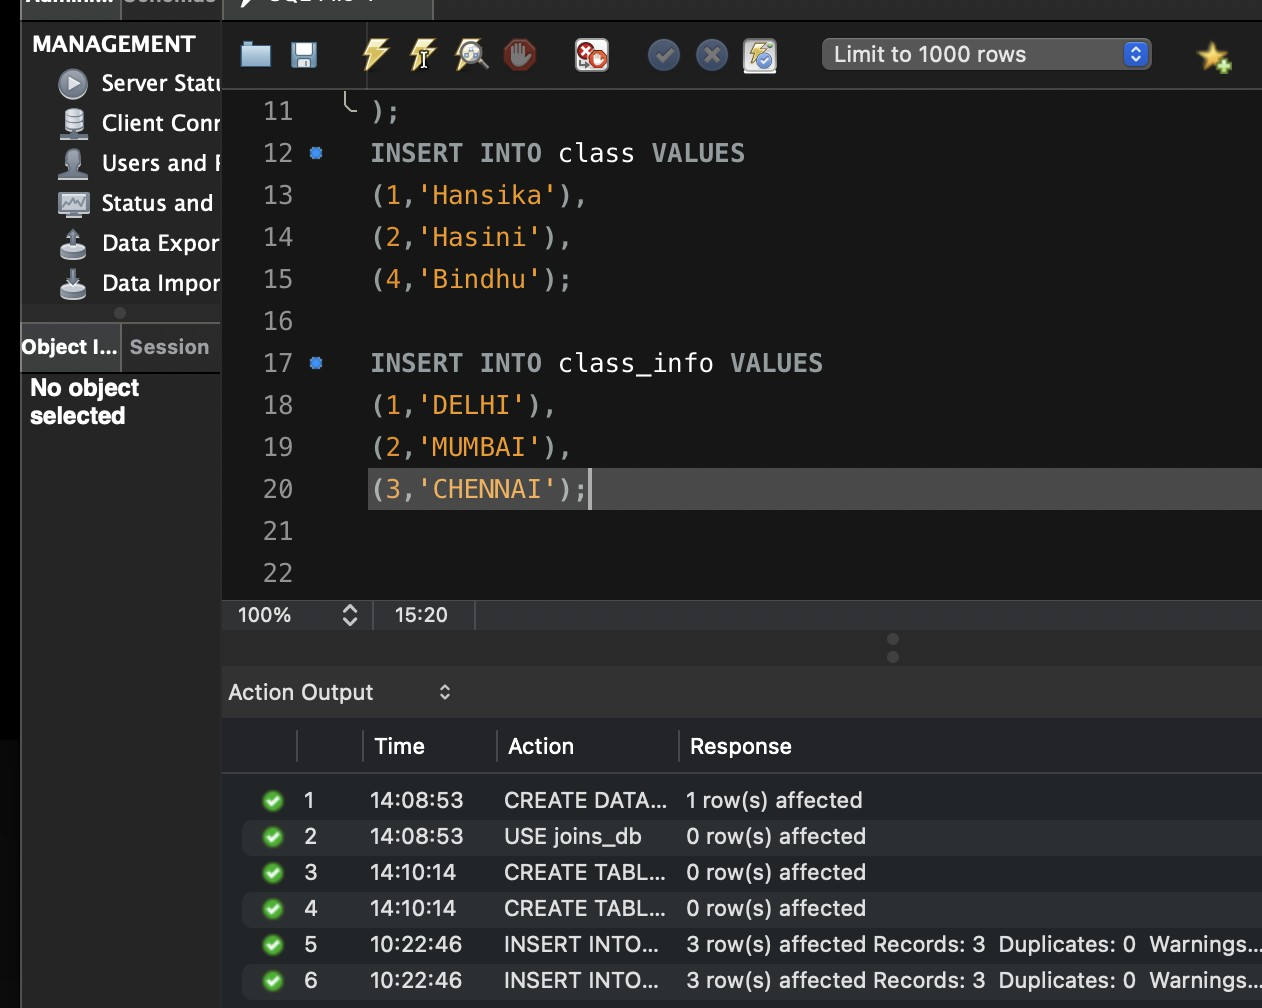 MANAGEMENT
Server Statu
Client Conn
Users and P
Status and
Data Expor
Data Impor
Object I... Session
No object
selected
Limit to 1000 rows
11 );
12 INSERT INTO class VALUES
13 (1,'Hansika'),
14 (2,'Hasini'),
15 (4,'Bindhu');
16
17 INSERT INTO class_info VALUES
18 (1,'DELHI'),
19 (2,'MUMBAI'),
20 (3,'CHENNAI');
21
22
100% 15:20
Action Output
Time Action Response
1 14:08:53 CREATE DATA... 1 row(s) affected
2 14:08:53 USE joins_db 0 row(s) affected
3 14:10:14 CREATE TABL... 0 row(s) affected
4 14:10:14 CREATE TABL... 0 row(s) affected
5 10:22:46 INSERT INTO... 3 row(s) affected Records: 3 Duplicates: 0 Warnings...
6 10:22:46 INSERT INTO... 3 row(s) affected Records: 3 Duplicates: 0 Warnings...